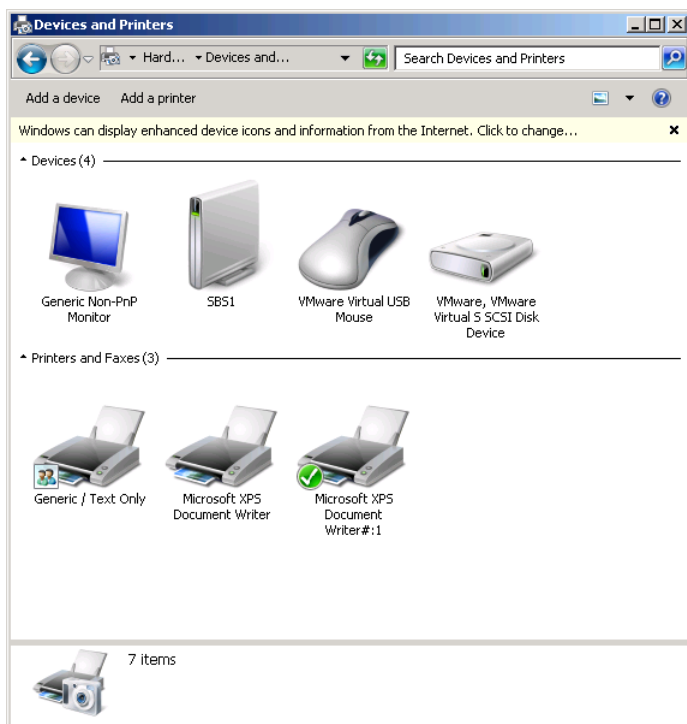 Devices and Printers
Hard... Devices and...
Search Devices and Printers
Add a device Add a printer
Windows can display enhanced device icons and information from the Internet. Click to change...
Devices (4)
Generic Non-PnP
Monitor
SBS1
VMware Virtual USB
Mouse
VMware, VMware
Virtual S SCSI Disk
Device
Printers and Faxes (3)
Generic / Text Only
Microsoft XPS
Document Writer
Microsoft XPS
Document
Writer#:1
7 items